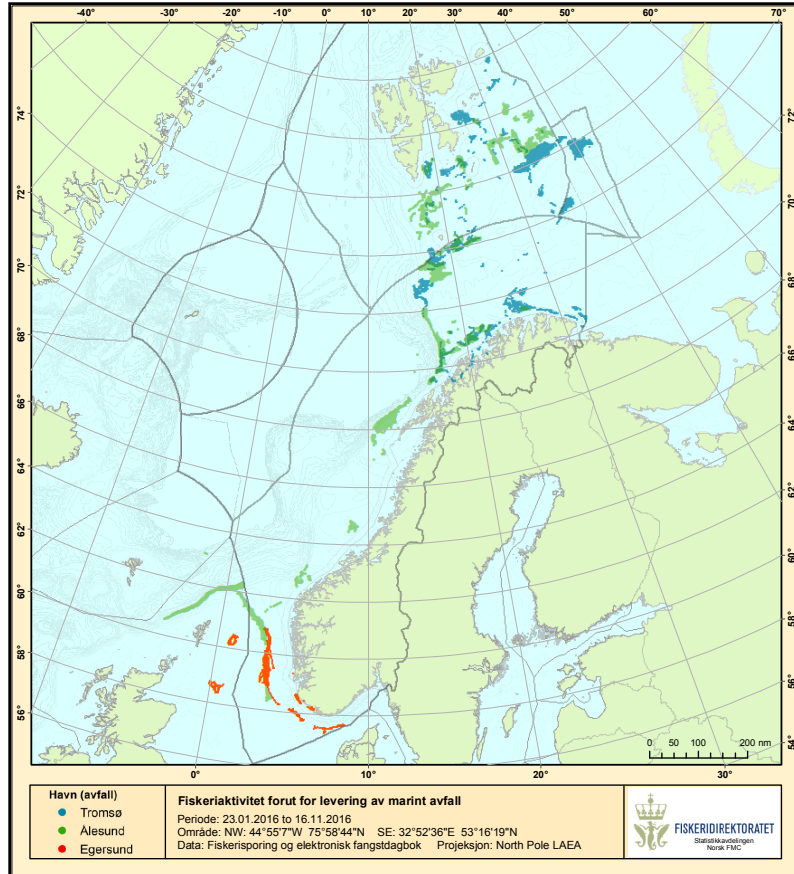 -40° -30° -20° -10° 0° 10° 20° 30° 40° 50° 70°
74°
72°
70°
68°
66°
64°
62°
60°
58°
56°
72°
70°
68°
66°
64°
62°
60°
58°
56°
54°
0 50 100 200 nm
0° 10° 20° 30°
Havn (avfall)
Tromsø
Ålesund
Egersund
Fiskeriaktivitet forut for levering av marint avfall
Periode: 23.01.2016 to 16.11.2016
Område: NW: 44°55'7"W 75°58'44"N SE: 32°52'36"E 53°16'19"N
Data: Fiskerisporing og elektronisk fangstdagbok Projeksjon: North Pole LAEA
FISKERIDIREKTORATET
Statistikkavdelingen
Norsk FMC